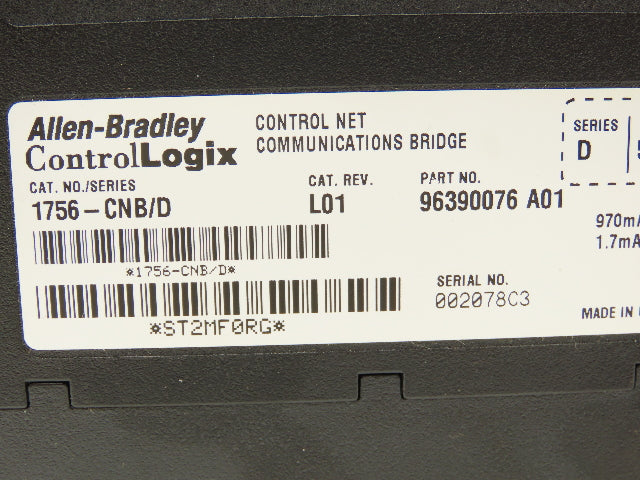 Allen-Bradley
ControlLogix
CONTROL NET
COMMUNICATIONS BRIDGE
SERIES
D
CAT. NO./SERIES
1756-CNB/D
CAT. REV.
L01
PART NO.
96390076 A01
970mA
1.7mA
*1756-CNB/D*
*ST2MF0RG*
SERIAL NO.
002078C3
MADE IN